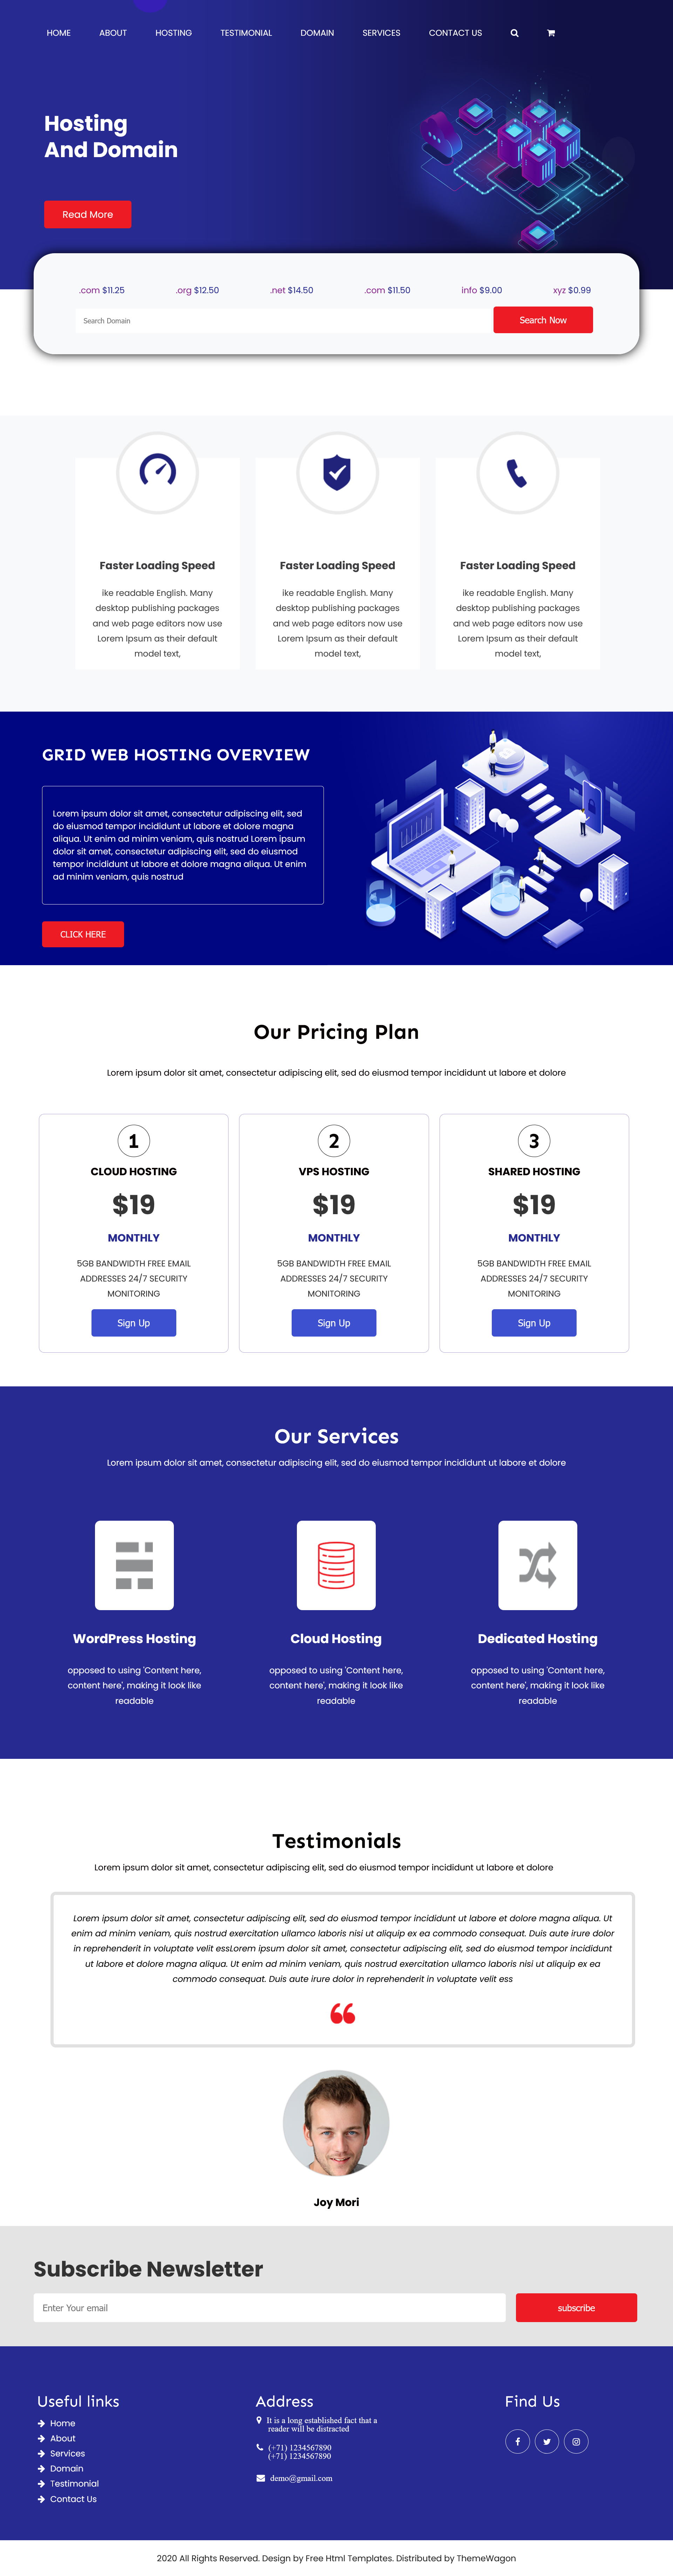 HOME ABOUT HOSTING TESTIMONIAL DOMAIN SERVICES CONTACT US
Hosting
And Domain
Read More
.com $11.25 .org $12.50 .net $14.50 .com $11.50 info $9.00 xyz $0.99
Search Domain Search Now
Faster Loading Speed
ike readable English. Many
desktop publishing packages
and web page editors now use
Lorem Ipsum as their default
model text,
Faster Loading Speed
ike readable English. Many
desktop publishing packages
and web page editors now use
Lorem Ipsum as their default
model text,
Faster Loading Speed
ike readable English. Many
desktop publishing packages
and web page editors now use
Lorem Ipsum as their default
model text,
GRID WEB HOSTING OVERVIEW
Lorem ipsum dolor sit amet, consectetur adipiscing elit, sed
do eiusmod tempor incididunt ut labore et dolore magna
aliqua. Ut enim ad minim veniam, quis nostrud Lorem ipsum
dolor sit amet, consectetur adipiscing elit, sed do eiusmod
tempor incididunt ut labore et dolore magna aliqua. Ut enim
ad minim veniam, quis nostrud
CLICK HERE
Our Pricing Plan
Lorem ipsum dolor sit amet, consectetur adipiscing elit, sed do eiusmod tempor incididunt ut labore et dolore
1
CLOUD HOSTING
$19
MONTHLY
5GB BANDWIDTH FREE EMAIL
ADDRESSES 24/7 SECURITY
MONITORING
Sign Up
2
VPS HOSTING
$19
MONTHLY
5GB BANDWIDTH FREE EMAIL
ADDRESSES 24/7 SECURITY
MONITORING
Sign Up
3
SHARED HOSTING
$19
MONTHLY
5GB BANDWIDTH FREE EMAIL
ADDRESSES 24/7 SECURITY
MONITORING
Sign Up
Our Services
Lorem ipsum dolor sit amet, consectetur adipiscing elit, sed do eiusmod tempor incididunt ut labore et dolore
WordPress Hosting
opposed to using 'Content here,
content here', making it look like
readable
Cloud Hosting
opposed to using 'Content here,
content here', making it look like
readable
Dedicated Hosting
opposed to using 'Content here,
content here', making it look like
readable
Testimonials
Lorem ipsum dolor sit amet, consectetur adipiscing elit, sed do eiusmod tempor incididunt ut labore et dolore
Lorem ipsum dolor sit amet, consectetur adipiscing elit, sed do eiusmod tempor incididunt ut labore et dolore magna aliqua. Ut
enim ad minim veniam, quis nostrud exercitation ullamco laboris nisi ut aliquip ex ea commodo consequat. Duis aute irure dolor
in reprehenderit in voluptate velit essLorem ipsum dolor sit amet, consectetur adipiscing elit, sed do eiusmod tempor incididunt
ut labore et dolore magna aliqua. Ut enim ad minim veniam, quis nostrud exercitation ullamco laboris nisi ut aliquip ex ea
commodo consequat. Duis aute irure dolor in reprehenderit in voluptate velit ess
Joy Mori
Subscribe Newsletter
Enter Your email subscribe
Useful links
Home
About
Services
Domain
Testimonial
Contact Us
Address
It is a long established fact that a
reader will be distracted
(+71) 1234567890
(+71) 1234567890
demo@gmail.com
Find Us
2020 All Rights Reserved. Design by Free Html Templates. Distributed by ThemeWagon